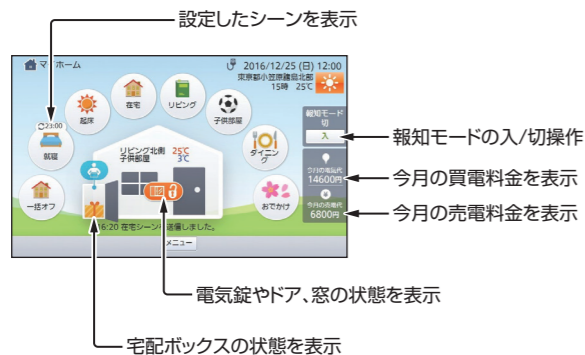 設定したシーンを表示
マイホーム
2016/12/25 (日) 12:00
東京都小笠原諸島北部
15時 25℃
在宅
リビング
起床
子供部屋
報知モード
切
入
報知モードの入/切操作
23:00
就寝
リビング北側 25℃
子供部屋 3℃
ダイニング
今月の電気代
14600円
今月の買電料金を表示
一括オフ
おでかけ
今月の売電代
6800円
今月の売電料金を表示
16:20 在宅シーンを送信しました。
メニュー
電気錠やドア、窓の状態を表示
宅配ボックスの状態を表示